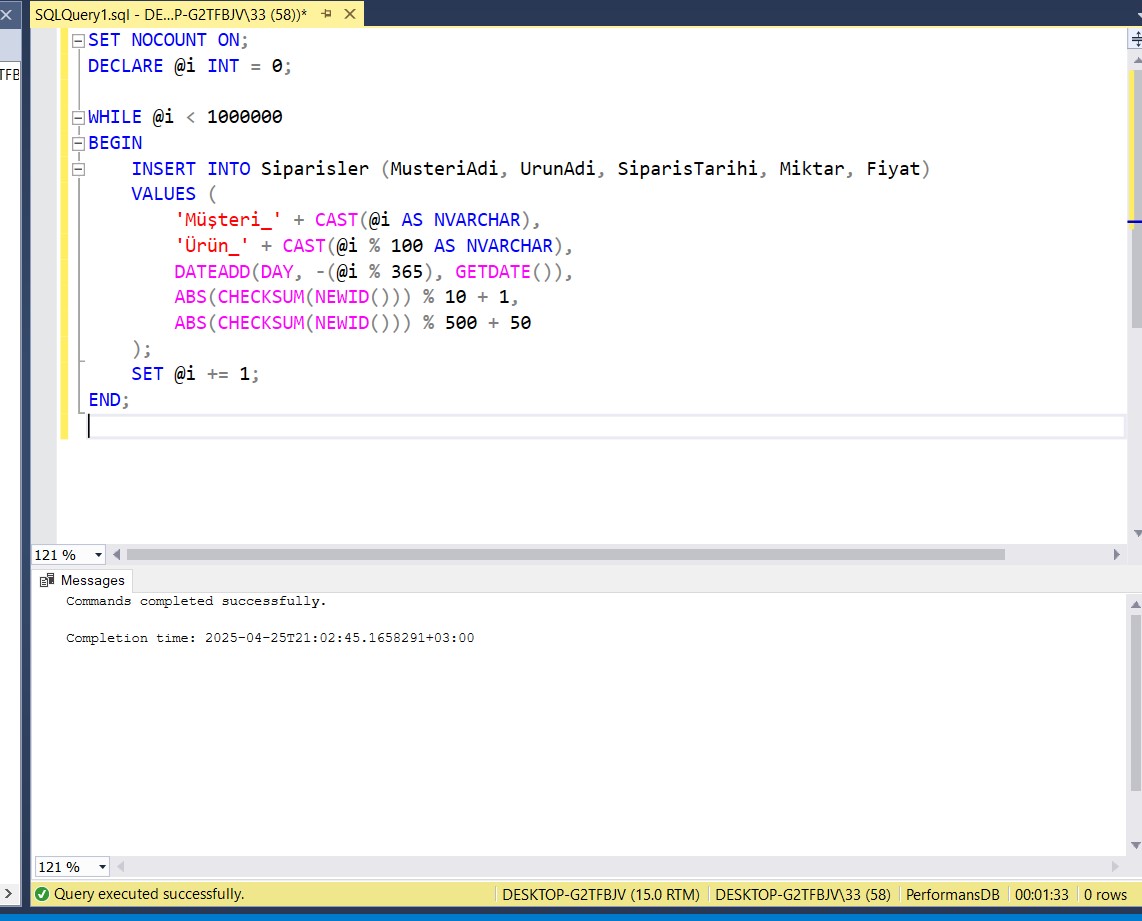 SQLQuery1.sql - DE...P-G2TFBJV\33 (58))*
TFB
SET NOCOUNT ON;
DECLARE @i INT = 0;
WHILE @i < 1000000
BEGIN
INSERT INTO Siparisler (MusteriAdi, UrunAdi, SiparisTarihi, Miktar, Fiyat)
VALUES (
'Müşteri_' + CAST(@i AS NVARCHAR),
'Ürün_' + CAST(@i % 100 AS NVARCHAR),
DATEADD(DAY, -(@i % 365), GETDATE()),
ABS(CHECKSUM(NEWID())) % 10 + 1,
ABS(CHECKSUM(NEWID())) % 500 + 50
);
SET @i += 1;
END;
121 %
Messages
Commands completed successfully.
Completion time: 2025-04-25T21:02:45.1658291+03:00
121 %
Query executed successfully. DESKTOP-G2TFBJV (15.0 RTM) DESKTOP-G2TFBJV\33 (58) PerformansDB 00:01:33 0 rows